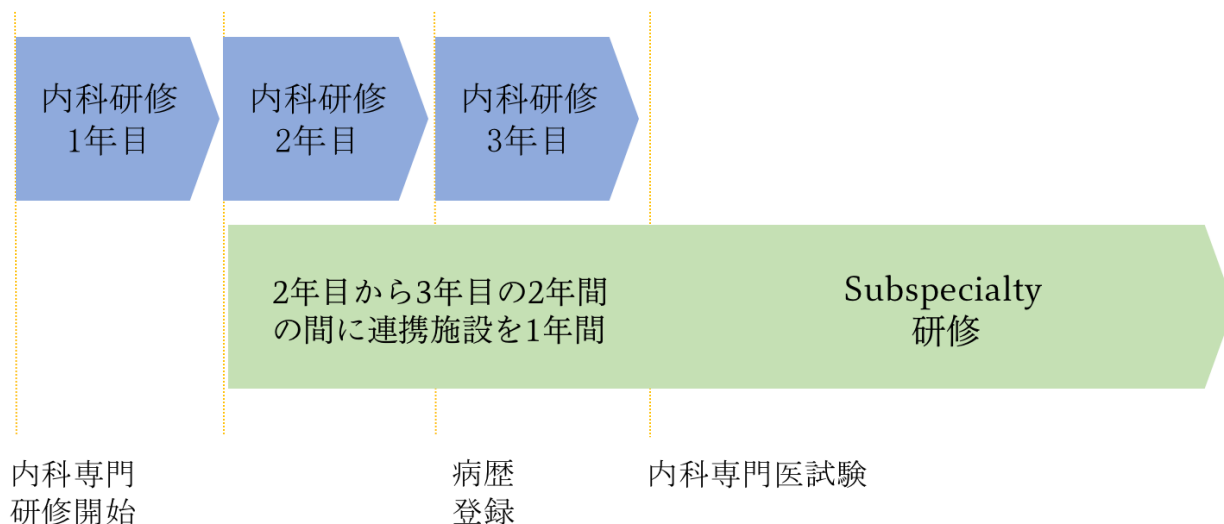 内科研修
1年目
内科研修
2年目
内科研修
3年目
2年目から3年目の2年間
の間に連携施設を1年間
Subspecialty
研修
内科専門
研修開始
病歴
登録
内科専門医試験